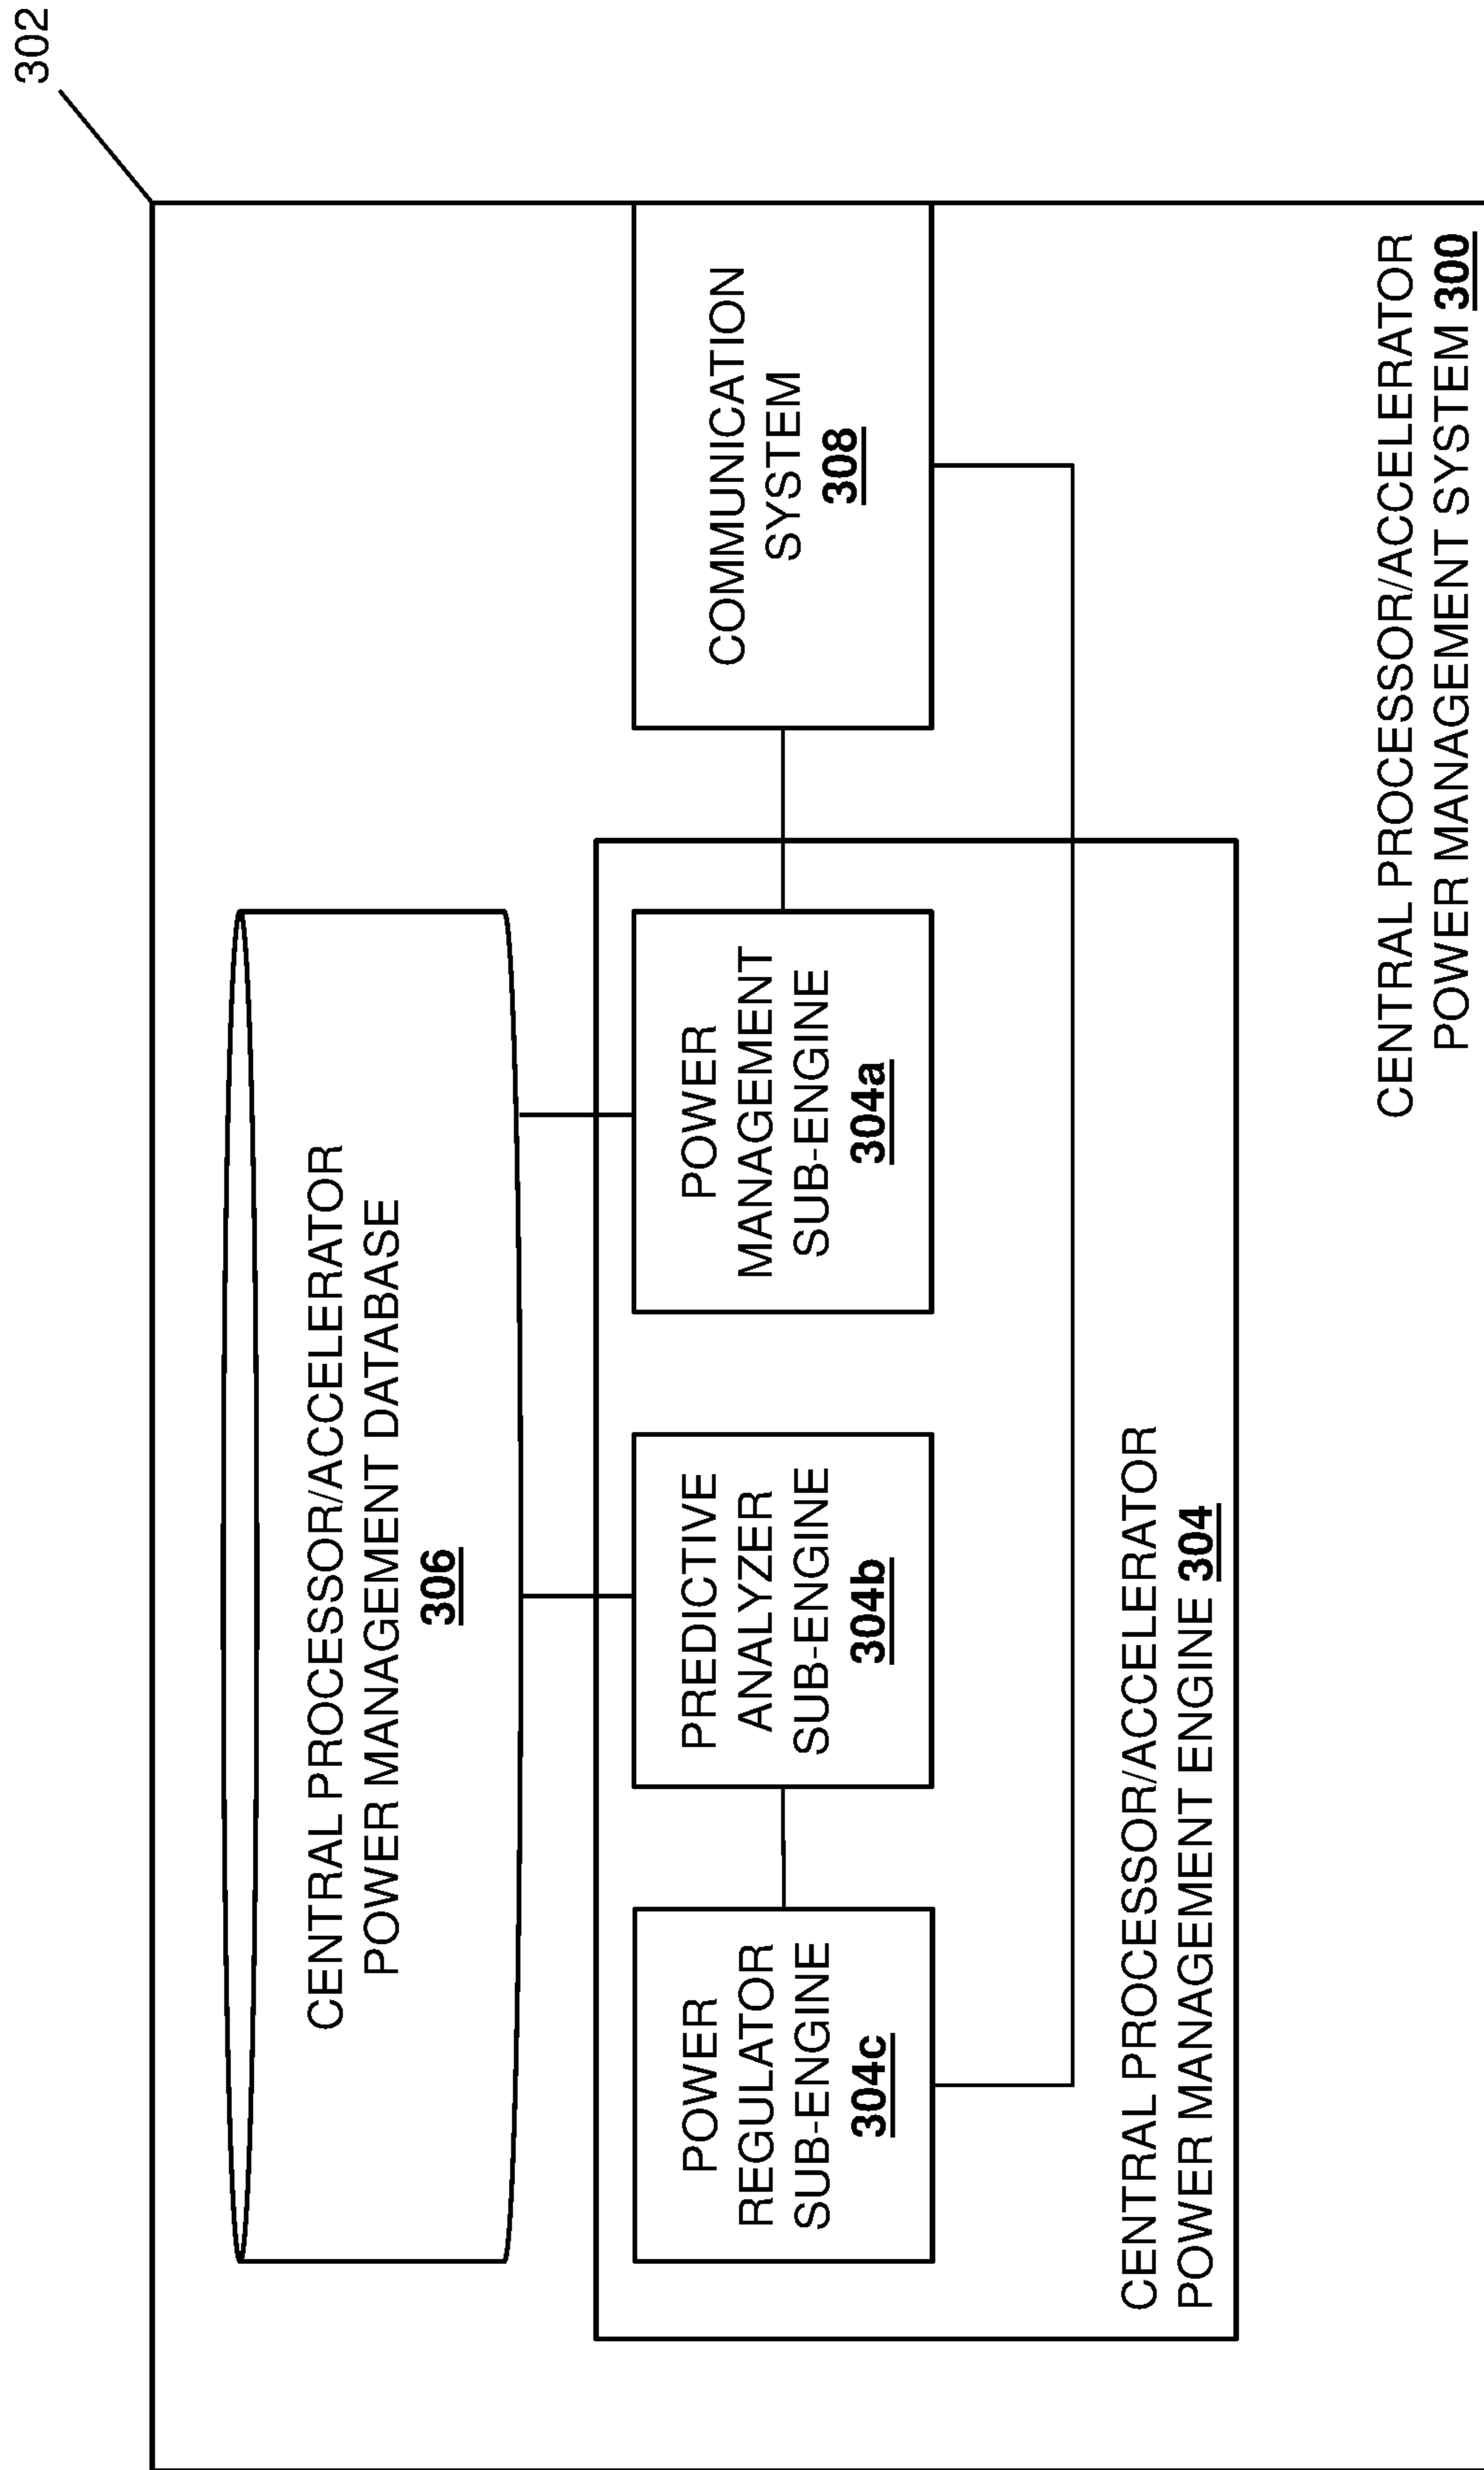 302
CENTRAL PROCESSOR/ACCELERATOR
POWER MANAGEMENT DATABASE
306
POWER
REGULATOR
SUB-ENGINE
304c
PREDICTIVE
ANALYZER
SUB-ENGINE
304b
POWER
MANAGEMENT
SUB-ENGINE
304a
COMMUNICATION
SYSTEM
308
CENTRAL PROCESSOR/ACCELERATOR
POWER MANAGEMENT ENGINE 304
CENTRAL PROCESSOR/ACCELERATOR
POWER MANAGEMENT SYSTEM 300